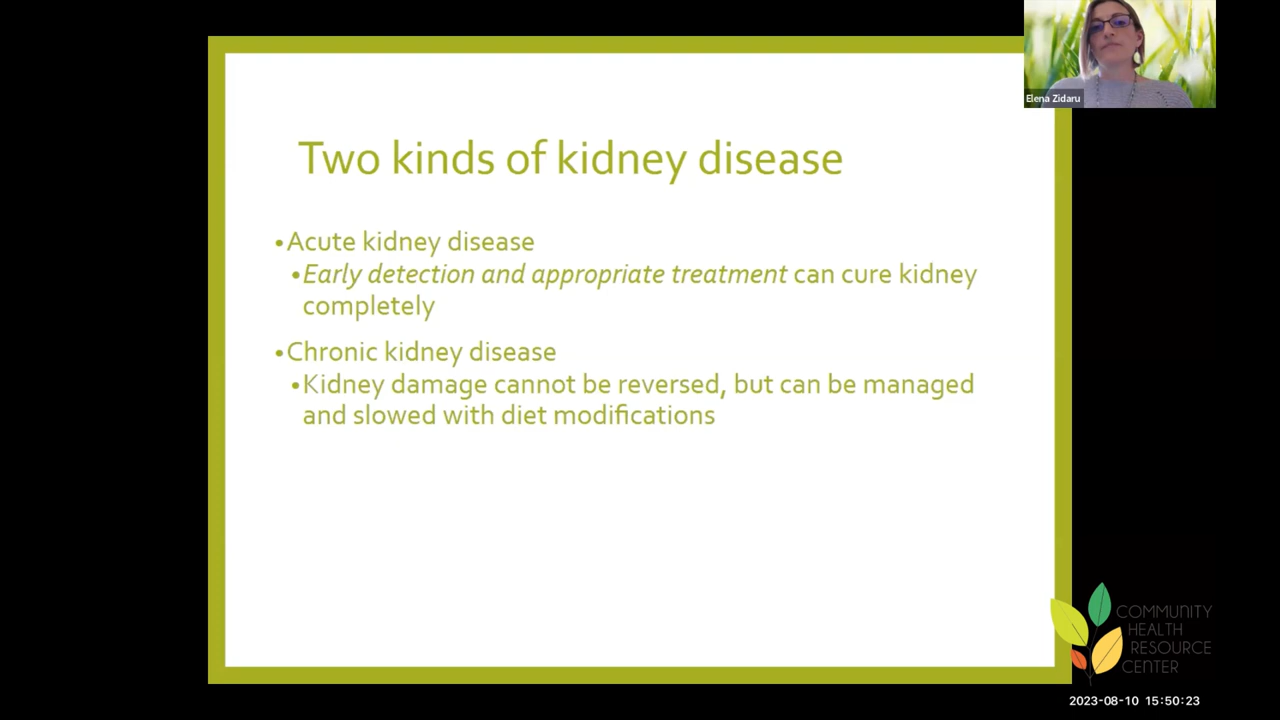 Elena Zidaru
Two kinds of kidney disease
•Acute kidney disease
•Early detection and appropriate treatment can cure kidney
completely
•Chronic kidney disease
•Kidney damage cannot be reversed, but can be managed
and slowed with diet modifications
COMMUNITY
HEALTH
RESOURCE
CENTER
2023-08-10 15:50:23